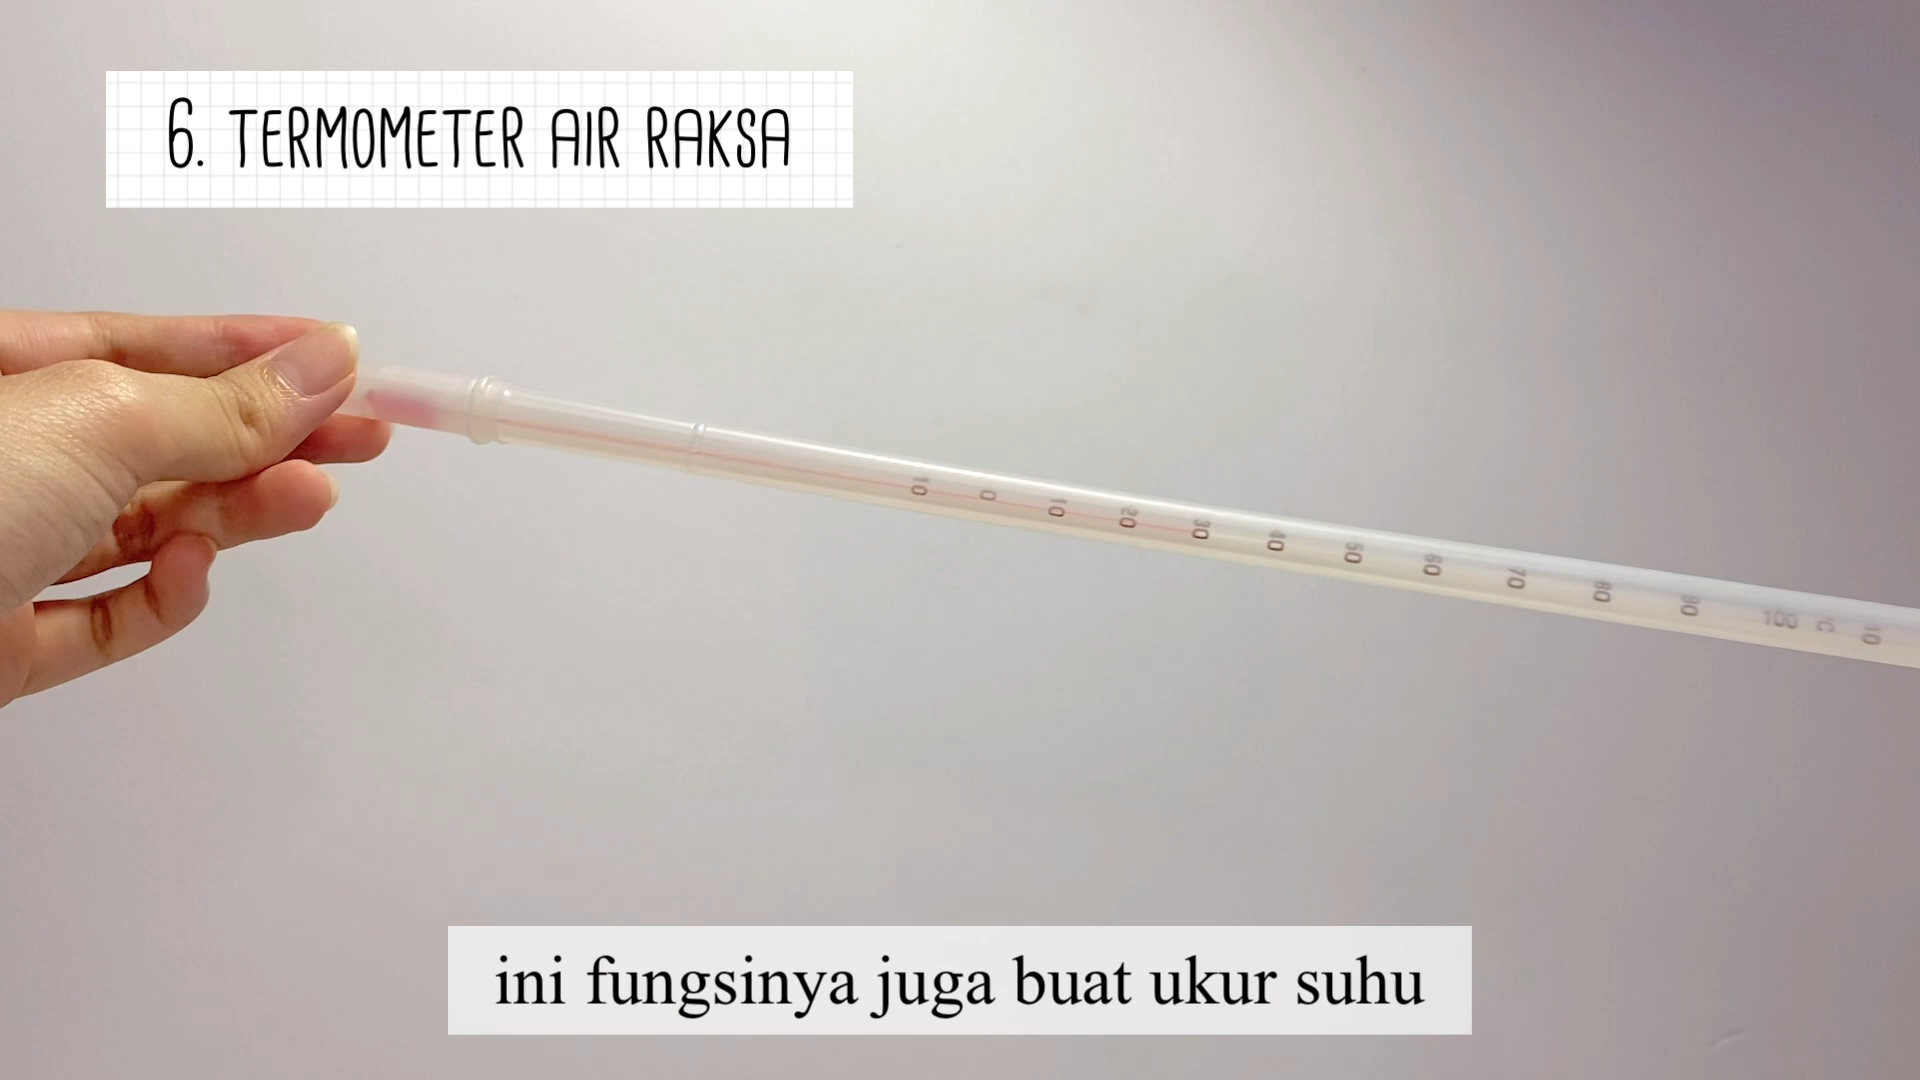 6. TERMOMETER AIR RAKSA
10 0 10 20 30 40 50 60 70 80 90 100 °C 10
ini fungsinya juga buat ukur suhu